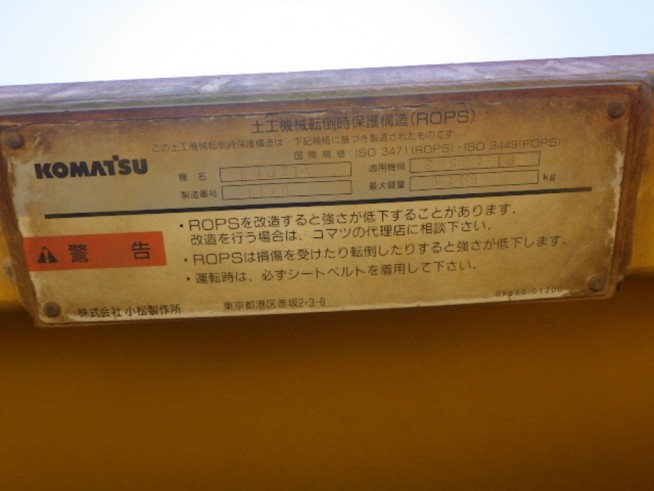 土工機械転倒時保護構造(ROPS)
この土工機械転倒時保護構造は、下記規格に基づき製造されたものです。
国際規格・ISO 3471(ROPS)・ISO 3449(FOPS)
KOMATSU
機名 適用機械
製造番号 最大質量 kg
警告
・ROPSを改造すると強さが低下することがあります。
改造を行う場合は、コマツの代理店に相談下さい。
・ROPSは損傷を受けたり転倒したりすると強さが低下します。
・運転時は、必ずシートベルトを着用して下さい。
株式会社 小松製作所 東京都港区赤坂2-3-6